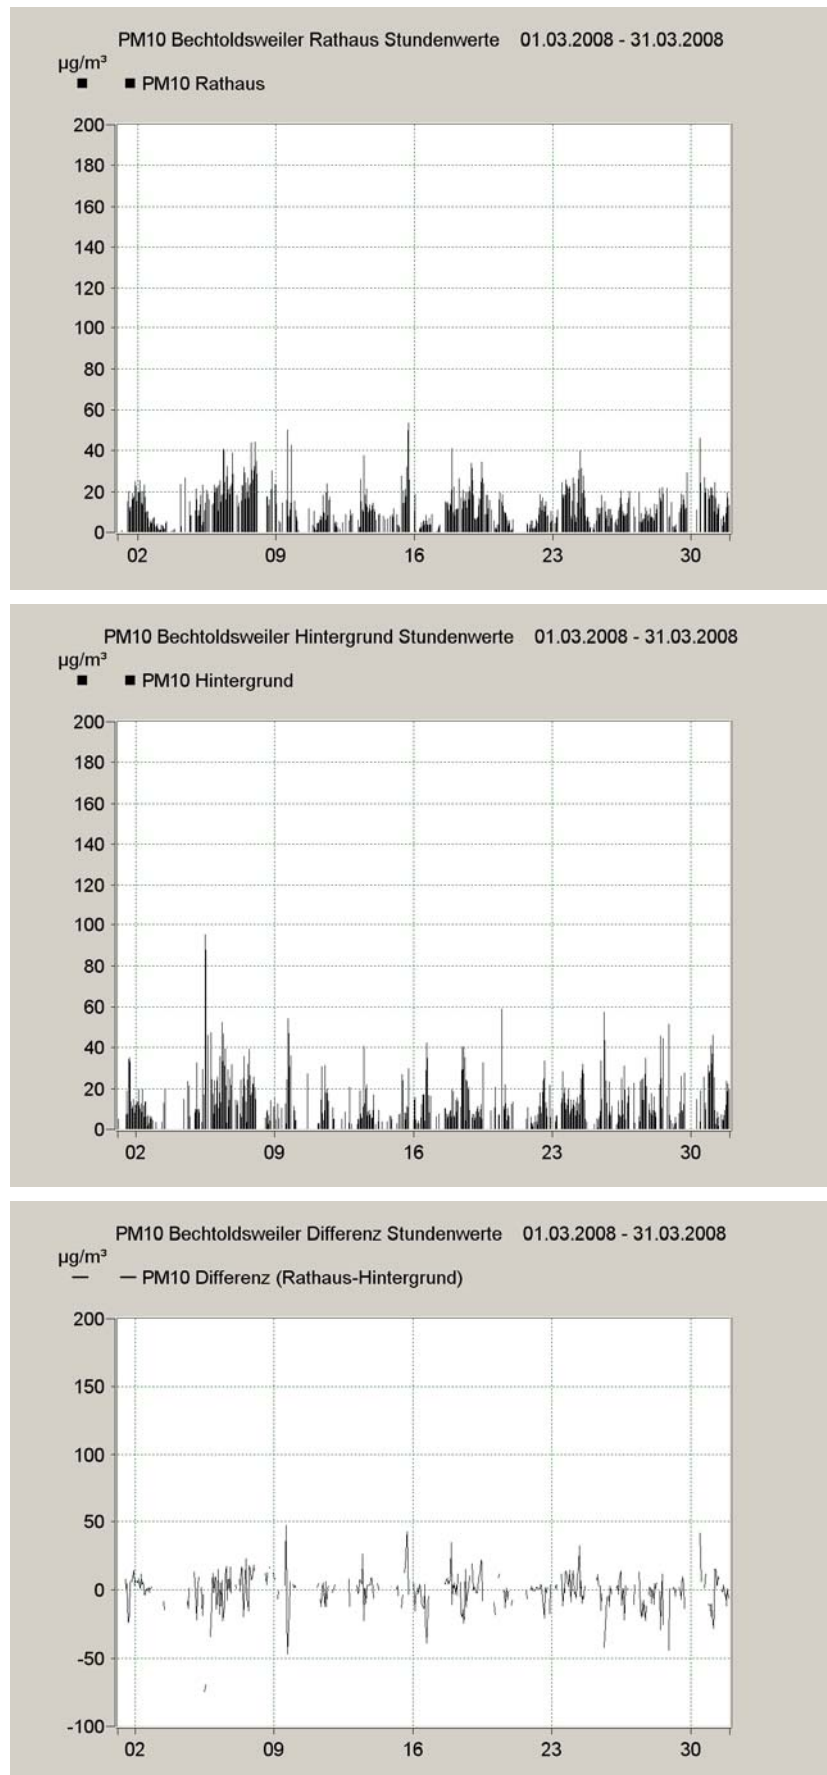 PM10 Bechtoldsweiler Rathaus Stundenwerte 01.03.2008 - 31.03.2008
µg/m³
PM10 Rathaus
200
180
160
140
120
100
80
60
40
20
0
02 09 16 23 30
PM10 Bechtoldsweiler Hintergrund Stundenwerte 01.03.2008 - 31.03.2008
µg/m³
PM10 Hintergrund
200
180
160
140
120
100
80
60
40
20
0
02 09 16 23 30
PM10 Bechtoldsweiler Differenz Stundenwerte 01.03.2008 - 31.03.2008
µg/m³
PM10 Differenz (Rathaus-Hintergrund)
200
150
100
50
0
-50
-100
02 09 16 23 30